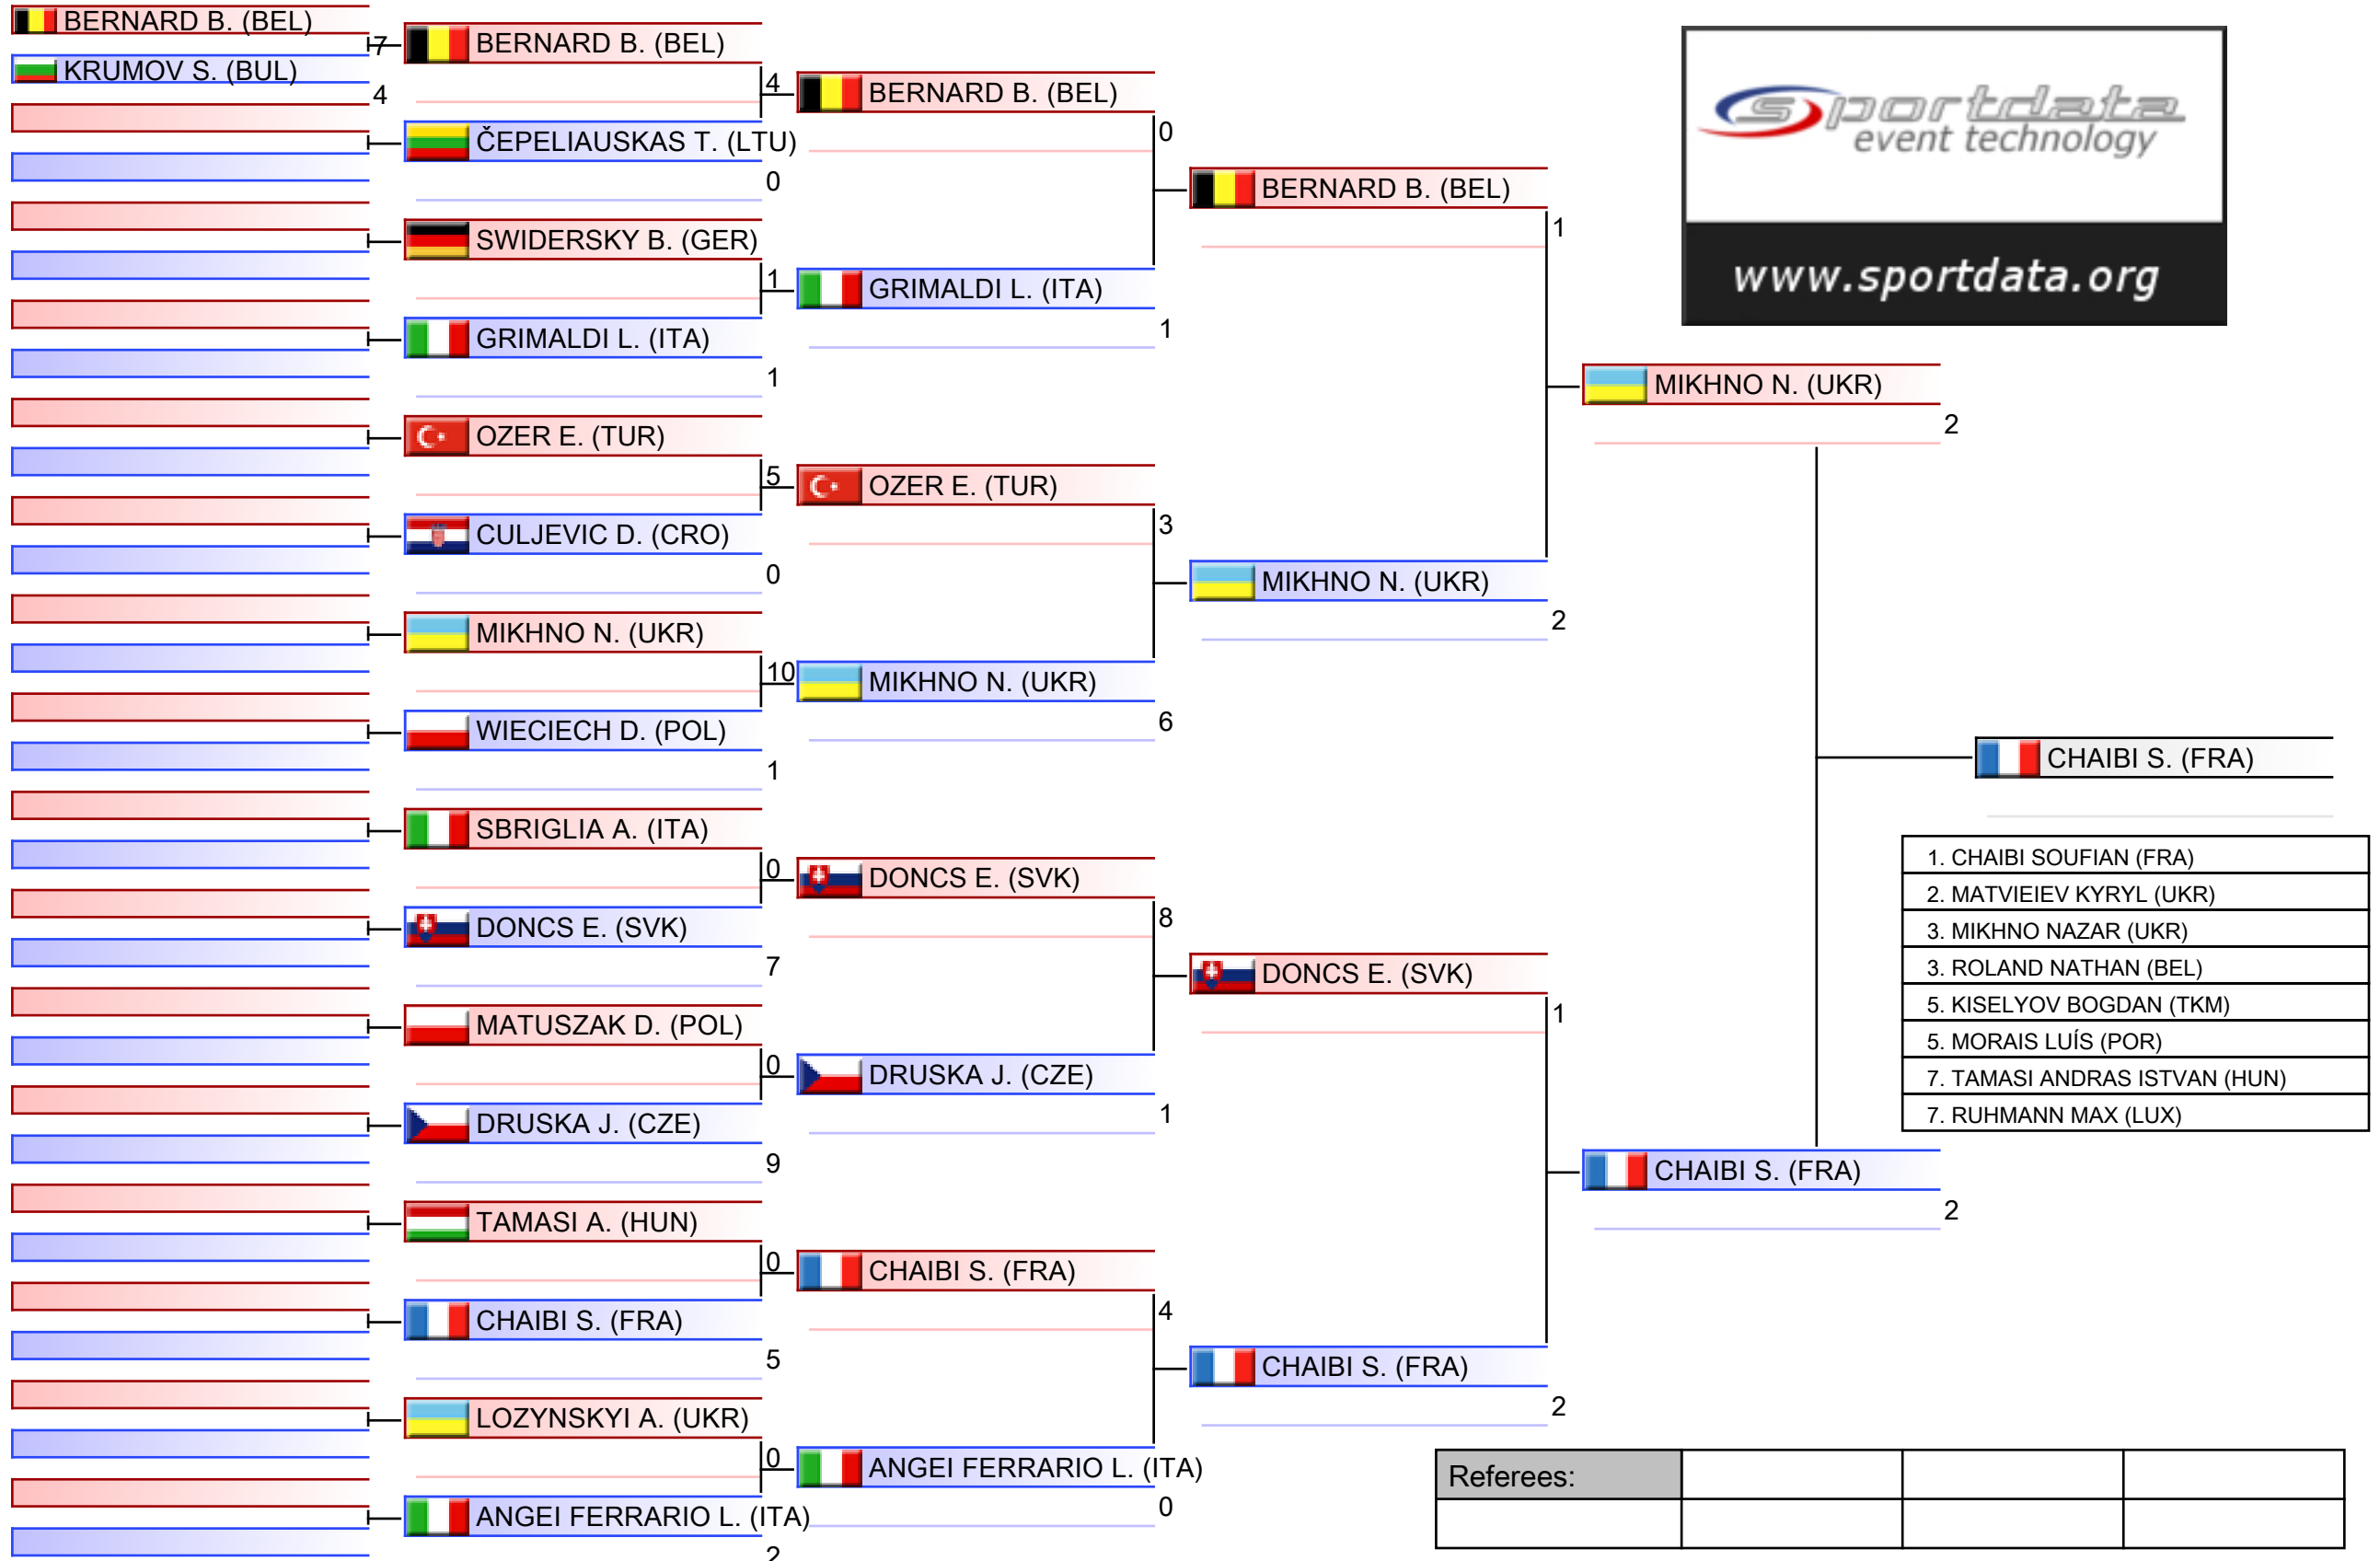 BERNARD B. (BEL)
7
KRUMOV S. (BUL)
4
BERNARD B. (BEL)
4
ČEPELIAUSKAS T. (LTU)
0
SWIDERSKY B. (GER)
1
GRIMALDI L. (ITA)
1
OZER E. (TUR)
5
CULJEVIC D. (CRO)
0
MIKHNO N. (UKR)
10
WIECIECH D. (POL)
1
SBRIGLIA A. (ITA)
0
DONCS E. (SVK)
7
MATUSZAK D. (POL)
0
DRUSKA J. (CZE)
9
TAMASI A. (HUN)
0
CHAIBI S. (FRA)
5
LOZYNSKYI A. (UKR)
0
ANGEI FERRARIO L. (ITA)
2
BERNARD B. (BEL)
0
GRIMALDI L. (ITA)
1
OZER E. (TUR)
3
MIKHNO N. (UKR)
6
DONCS E. (SVK)
8
DRUSKA J. (CZE)
1
CHAIBI S. (FRA)
4
ANGEI FERRARIO L. (ITA)
0
BERNARD B. (BEL)
1
MIKHNO N. (UKR)
2
DONCS E. (SVK)
1
CHAIBI S. (FRA)
2
MIKHNO N. (UKR)
2
CHAIBI S. (FRA)
2
CHAIBI S. (FRA)
sportdata
event technology
www.sportdata.org
1. CHAIBI SOUFIAN (FRA)
2. MATVIEIEV KYRYL (UKR)
3. MIKHNO NAZAR (UKR)
3. ROLAND NATHAN (BEL)
5. KISELYOV BOGDAN (TKM)
5. MORAIS LUÍS (POR)
7. TAMASI ANDRAS ISTVAN (HUN)
7. RUHMANN MAX (LUX)
Referees: